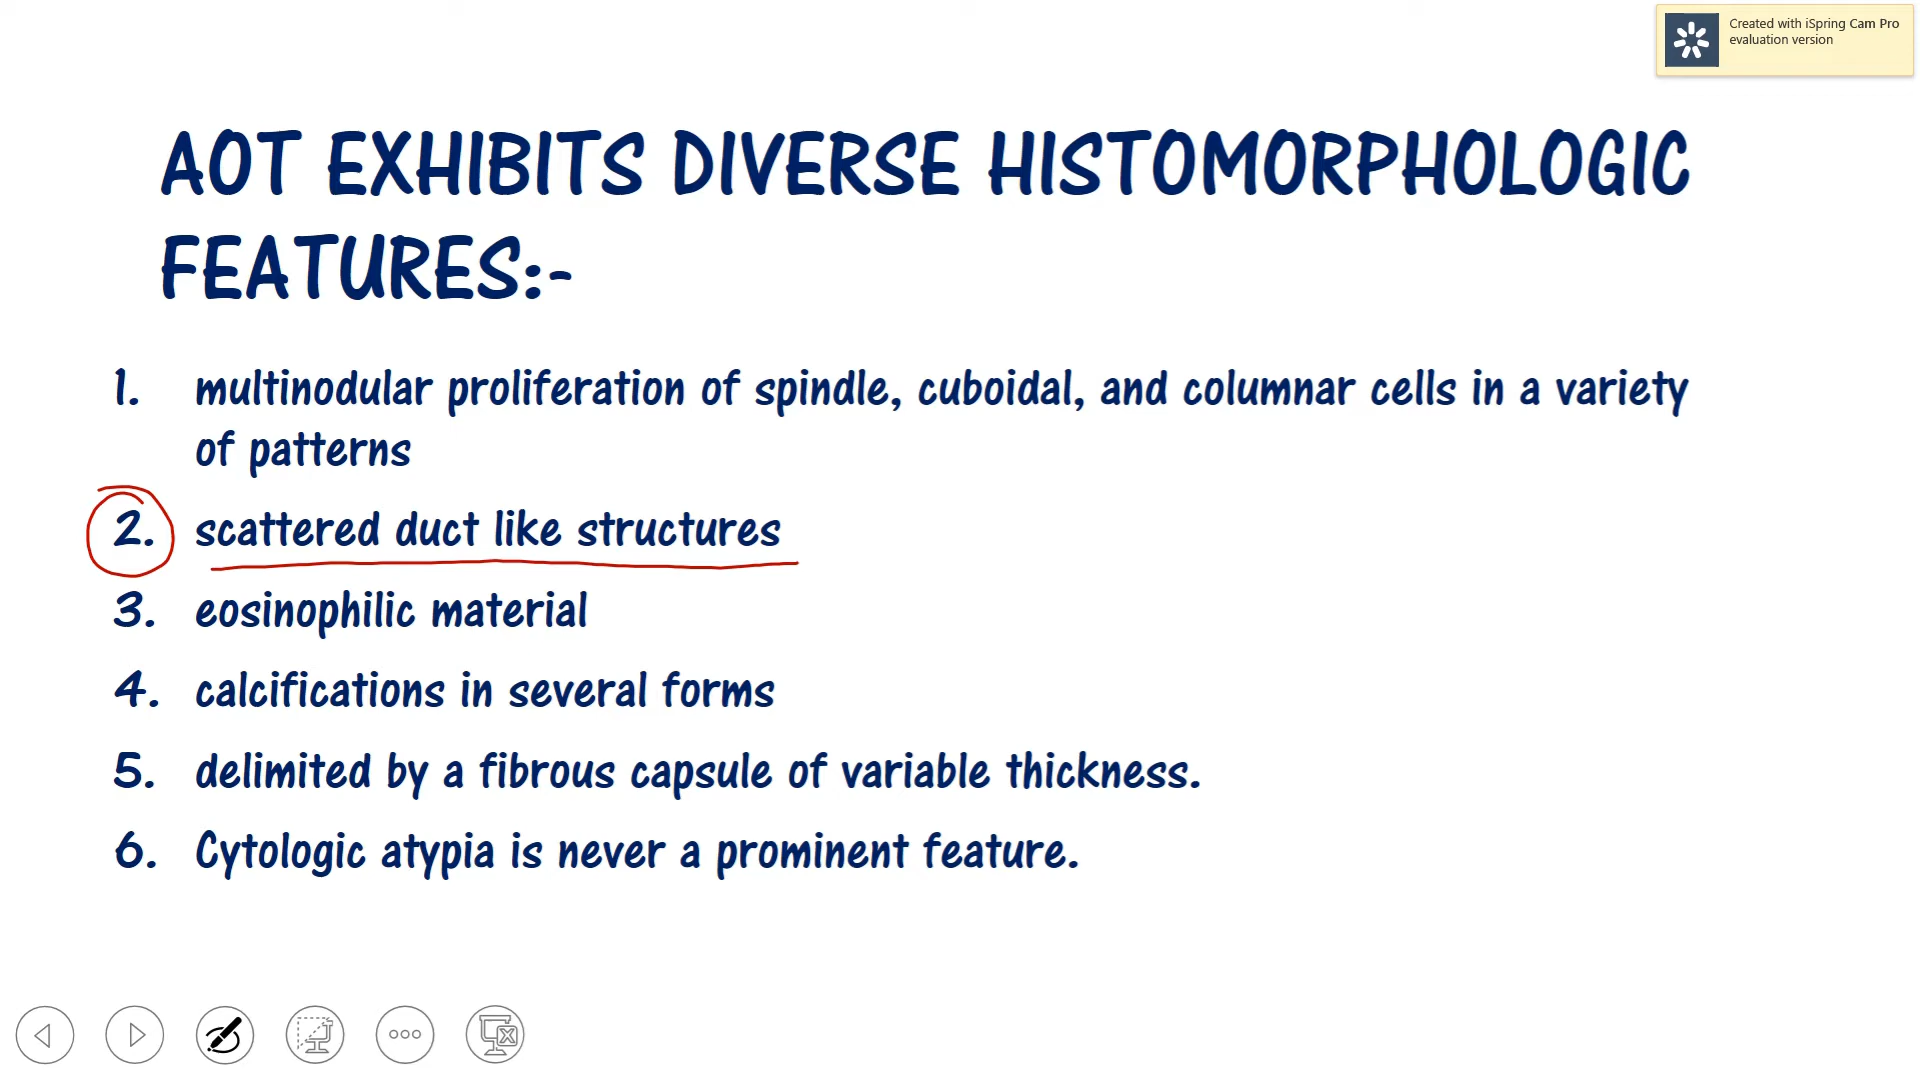 Created with iSpring Cam Pro
evaluation version
AOT EXHIBITS DIVERSE HISTOMORPHOLOGIC
FEATURES:-
1. multinodular proliferation of spindle, cuboidal, and columnar cells in a variety
of patterns
2. scattered duct like structures
3. eosinophilic material
4. calcifications in several forms
5. delimited by a fibrous capsule of variable thickness.
6. Cytologic atypia is never a prominent feature.